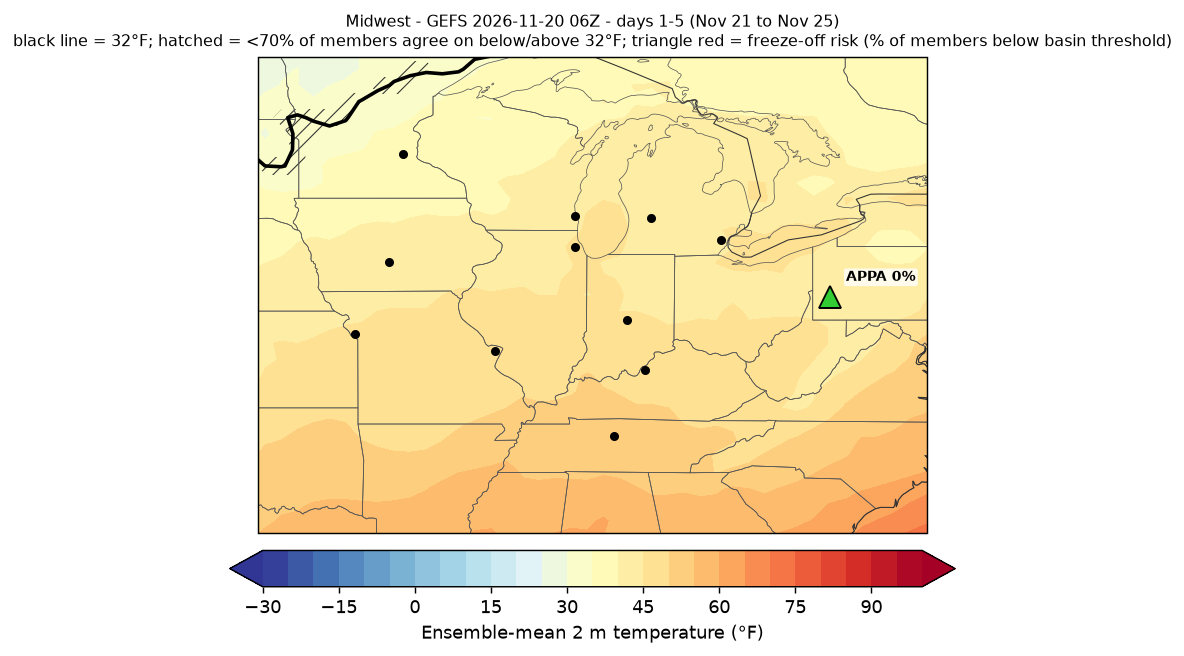 Midwest - GEFS 2026-11-20 06Z - days 1-5 (Nov 21 to Nov 25)
black line = 32°F; hatched = <70% of members agree on below/above 32°F; triangle red = freeze-off risk (% of members below basin threshold)
APPA 0%
−30 −15 0 15 30 45 60 75 90
Ensemble-mean 2 m temperature (°F)